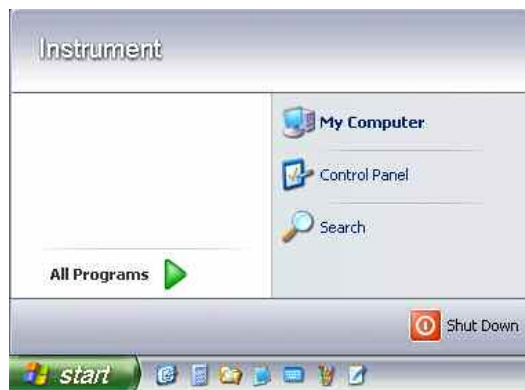 Instrument
My Computer
Control Panel
Search
All Programs
Shut Down
start